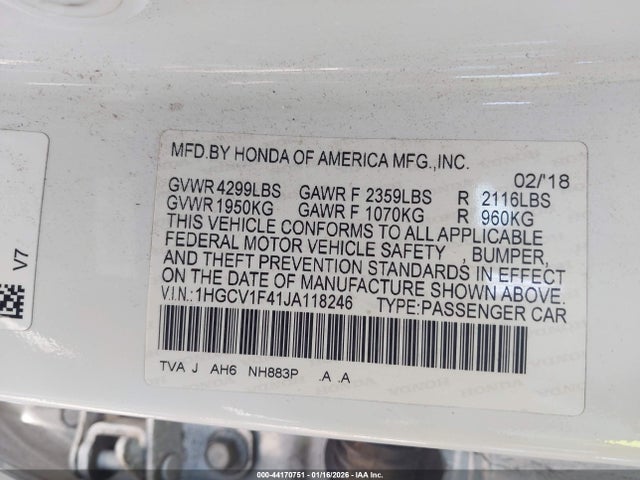 MFD.BY HONDA OF AMERICA MFG.,INC.
02/'18
GVWR 4299LBS GAWR F 2359LBS R 2116LBS
GVWR 1950KG GAWR F 1070KG R 960KG
THIS VEHICLE CONFORMS TO ALL APPLICABLE
FEDERAL MOTOR VEHICLE SAFETY , BUMPER,
AND THEFT PREVENTION STANDARDS IN EFFECT
ON THE DATE OF MANUFACTURE SHOWN ABOVE.
V.I.N.:1HGCV1F41JA118246 TYPE:PASSENGER CAR
TVA J AH6 NH883P .A .A
V7
000-44170751 | 01/16/2026 - IAA Inc.